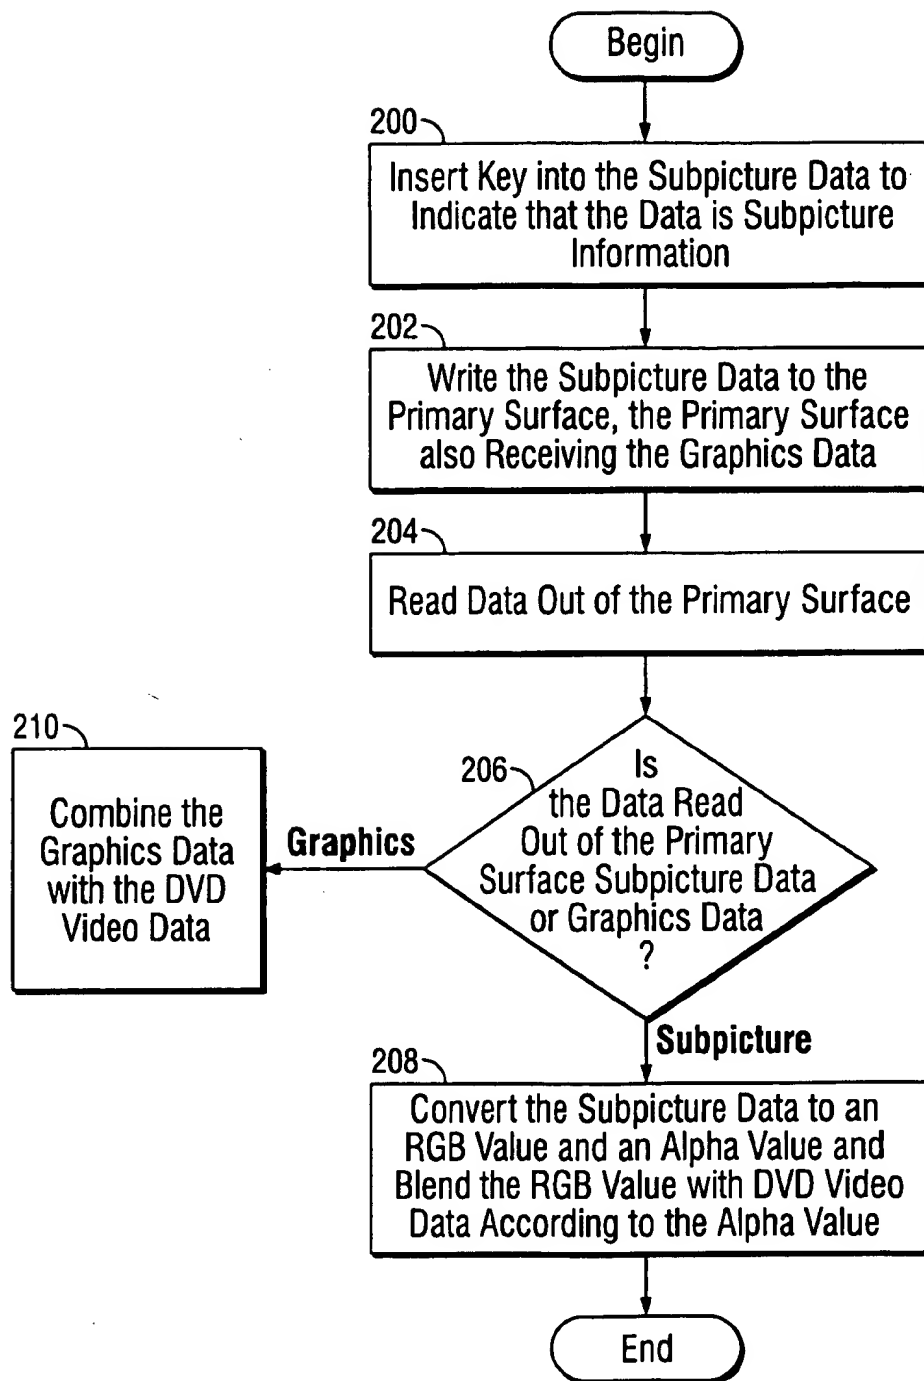 Begin
200
Insert Key into the Subpicture Data to
Indicate that the Data is Subpicture
Information
202
Write the Subpicture Data to the
Primary Surface, the Primary Surface
also Receiving the Graphics Data
204
Read Data Out of the Primary Surface
206
Is
the Data Read
Out of the Primary
Surface Subpicture Data
or Graphics Data
?
Graphics
210
Combine the
Graphics Data
with the DVD
Video Data
Subpicture
208
Convert the Subpicture Data to an
RGB Value and an Alpha Value and
Blend the RGB Value with DVD Video
Data According to the Alpha Value
End